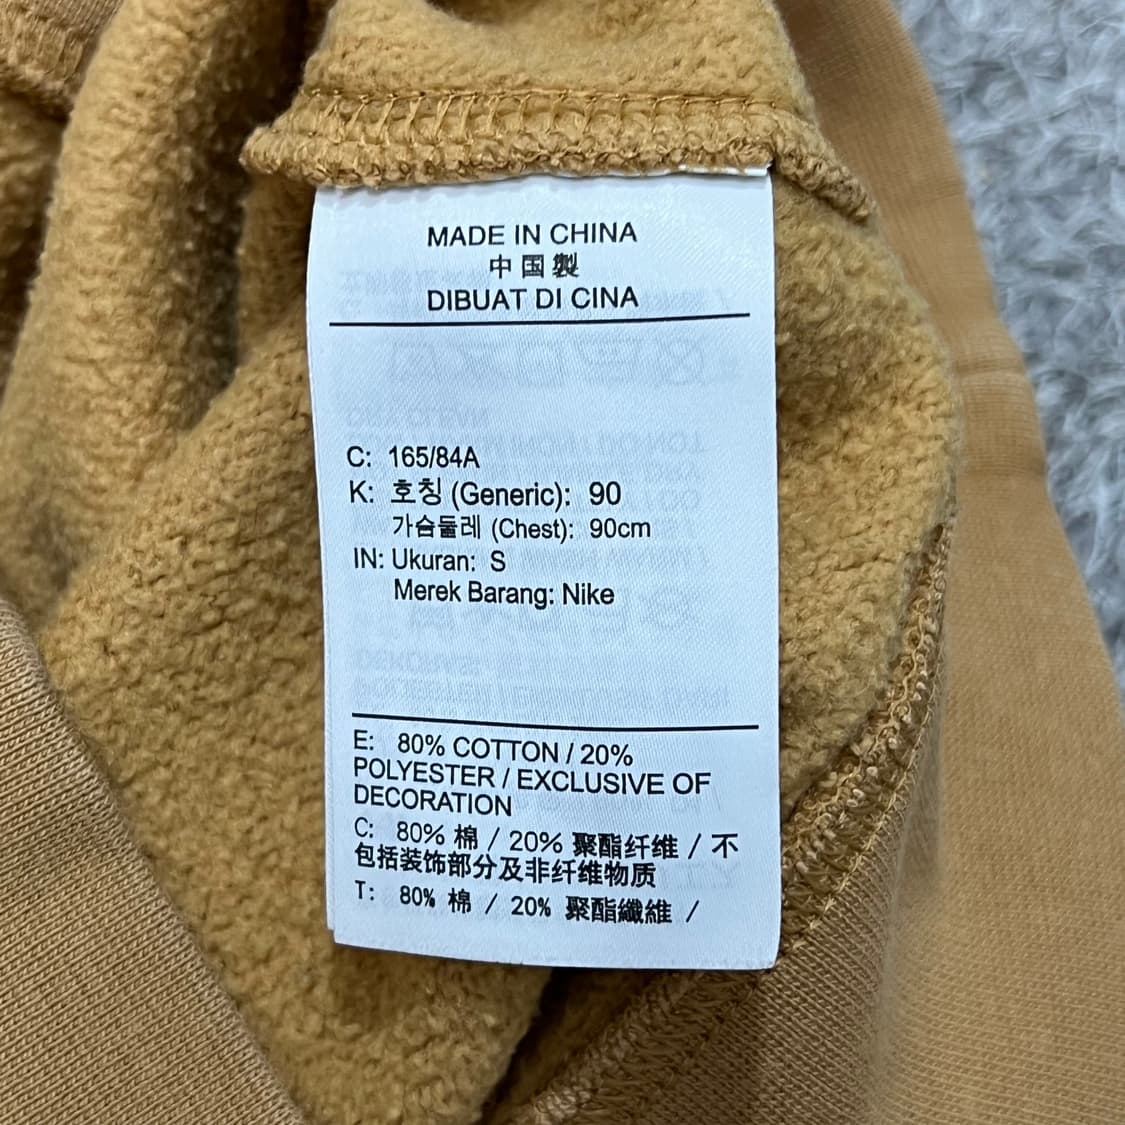 MADE IN CHINA
中国製
DIBUAT DI CINA
C: 165/84A
K: 호칭 (Generic): 90
가슴둘레 (Chest): 90cm
IN: Ukuran: S
Merek Barang: Nike
E: 80% COTTON / 20%
POLYESTER / EXCLUSIVE OF
DECORATION
C: 80% 棉 / 20% 聚酯纤维 / 不
包括装饰部分及非纤维物质
T: 80% 棉 / 20% 聚酯纖維 /